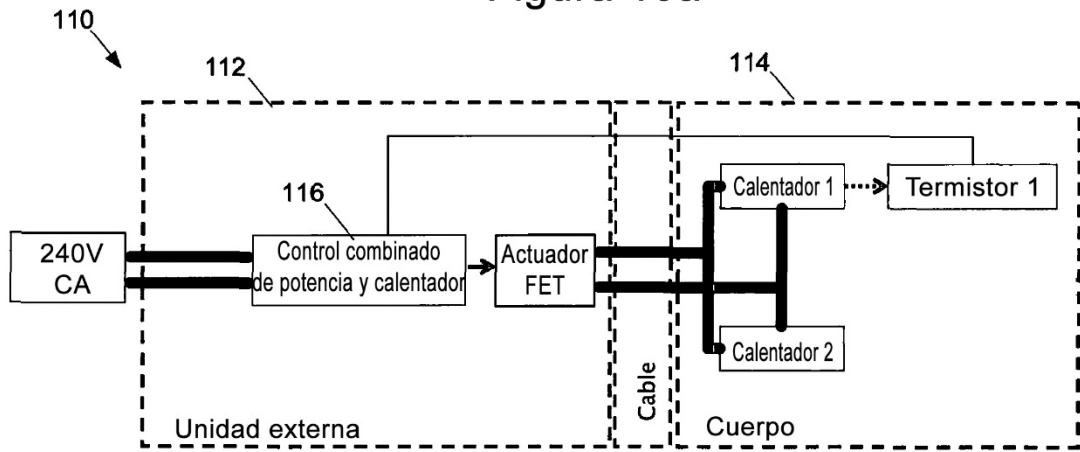 110
112
114
116
240V
CA
Control combinado
de potencia y calentador
Actuador
FET
Calentador 1
Termistor 1
Calentador 2
Cable
Unidad externa
Cuerpo